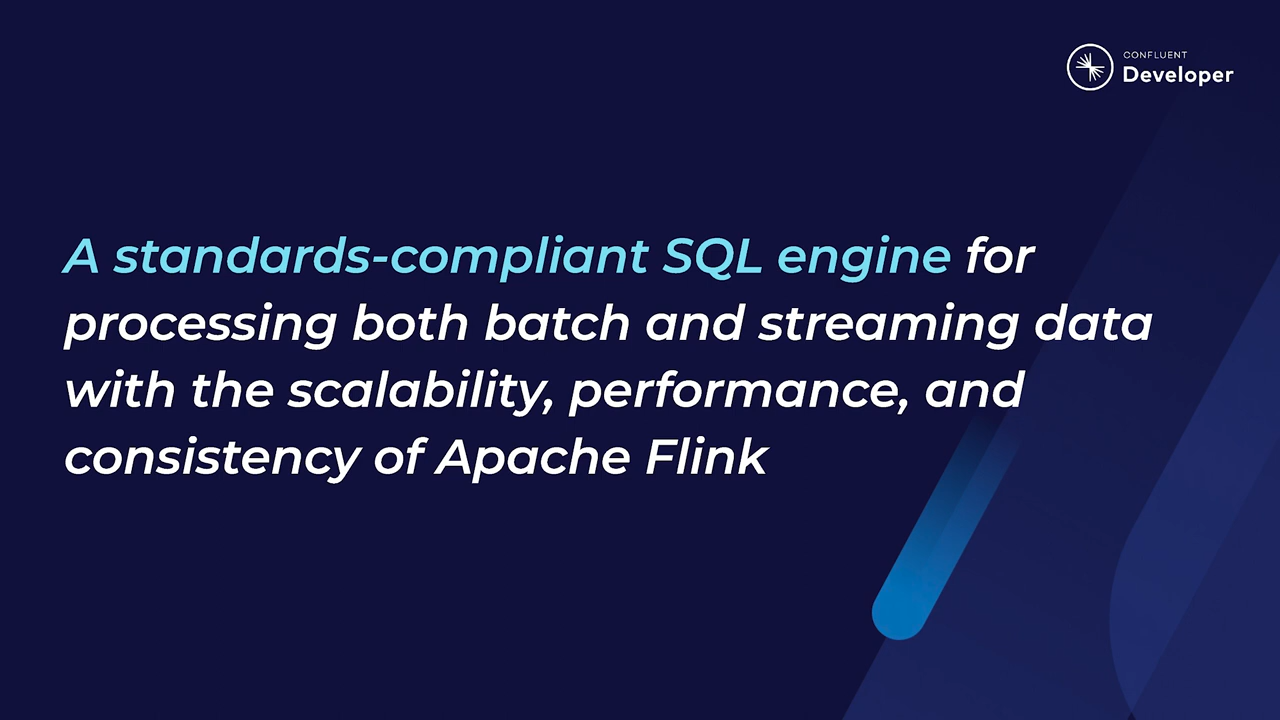 CONFLUENT
Developer
A standards-compliant SQL engine for
processing both batch and streaming data
with the scalability, performance, and
consistency of Apache Flink